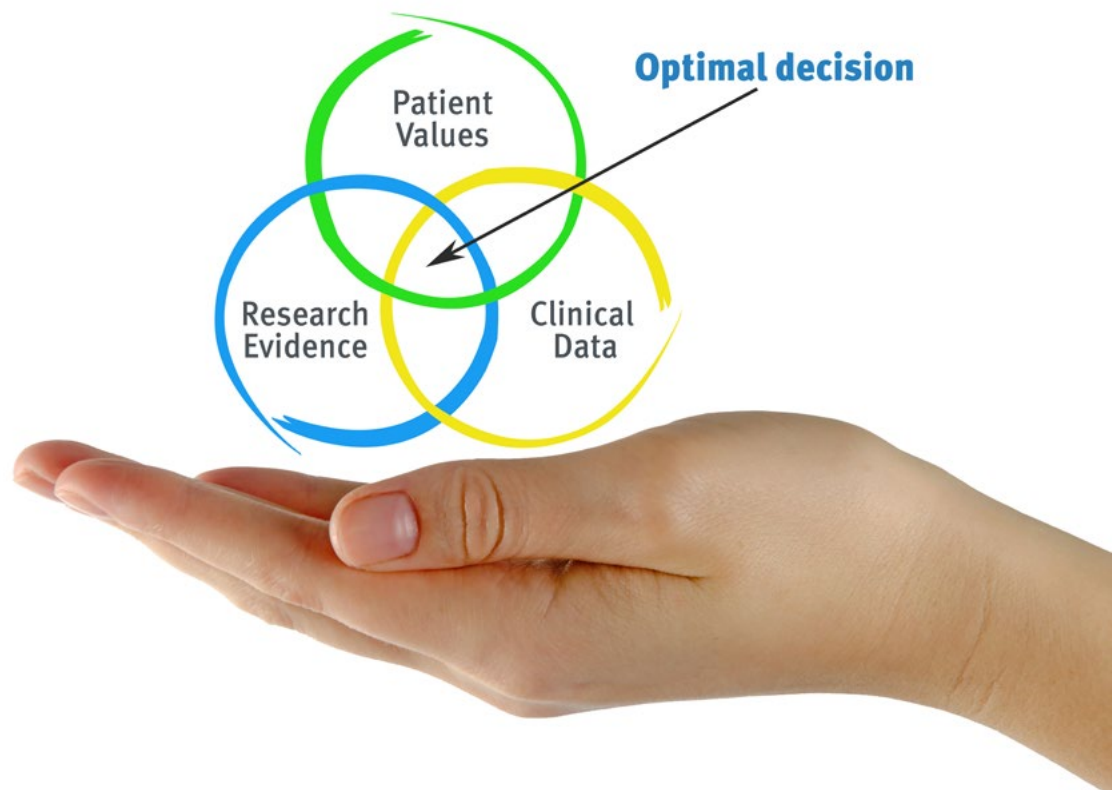 Optimal decision
Patient
Values
Research
Evidence
Clinical
Data